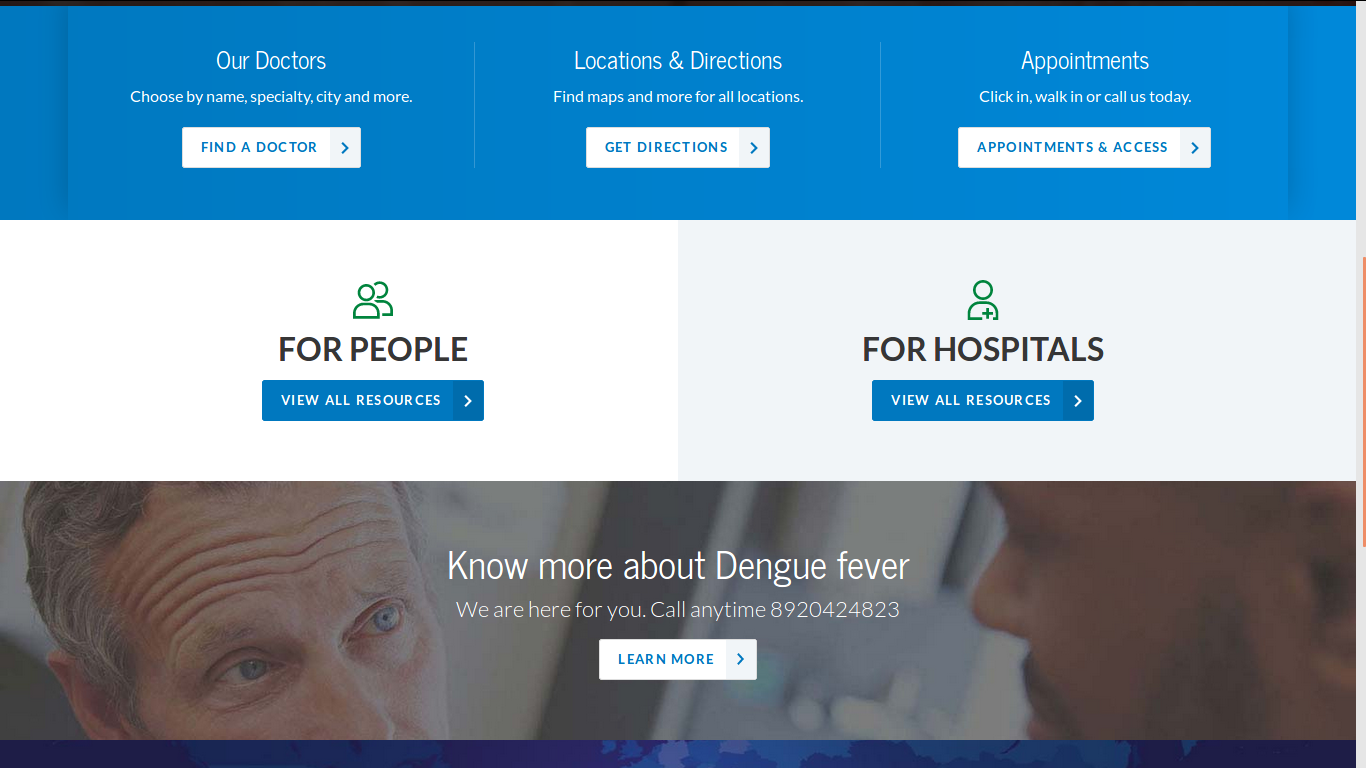 Our Doctors
Choose by name, specialty, city and more.
FIND A DOCTOR
Locations & Directions
Find maps and more for all locations.
GET DIRECTIONS
Appointments
Click in, walk in or call us today.
APPOINTMENTS & ACCESS
FOR PEOPLE
VIEW ALL RESOURCES
FOR HOSPITALS
VIEW ALL RESOURCES
Know more about Dengue fever
We are here for you. Call anytime 8920424823
LEARN MORE